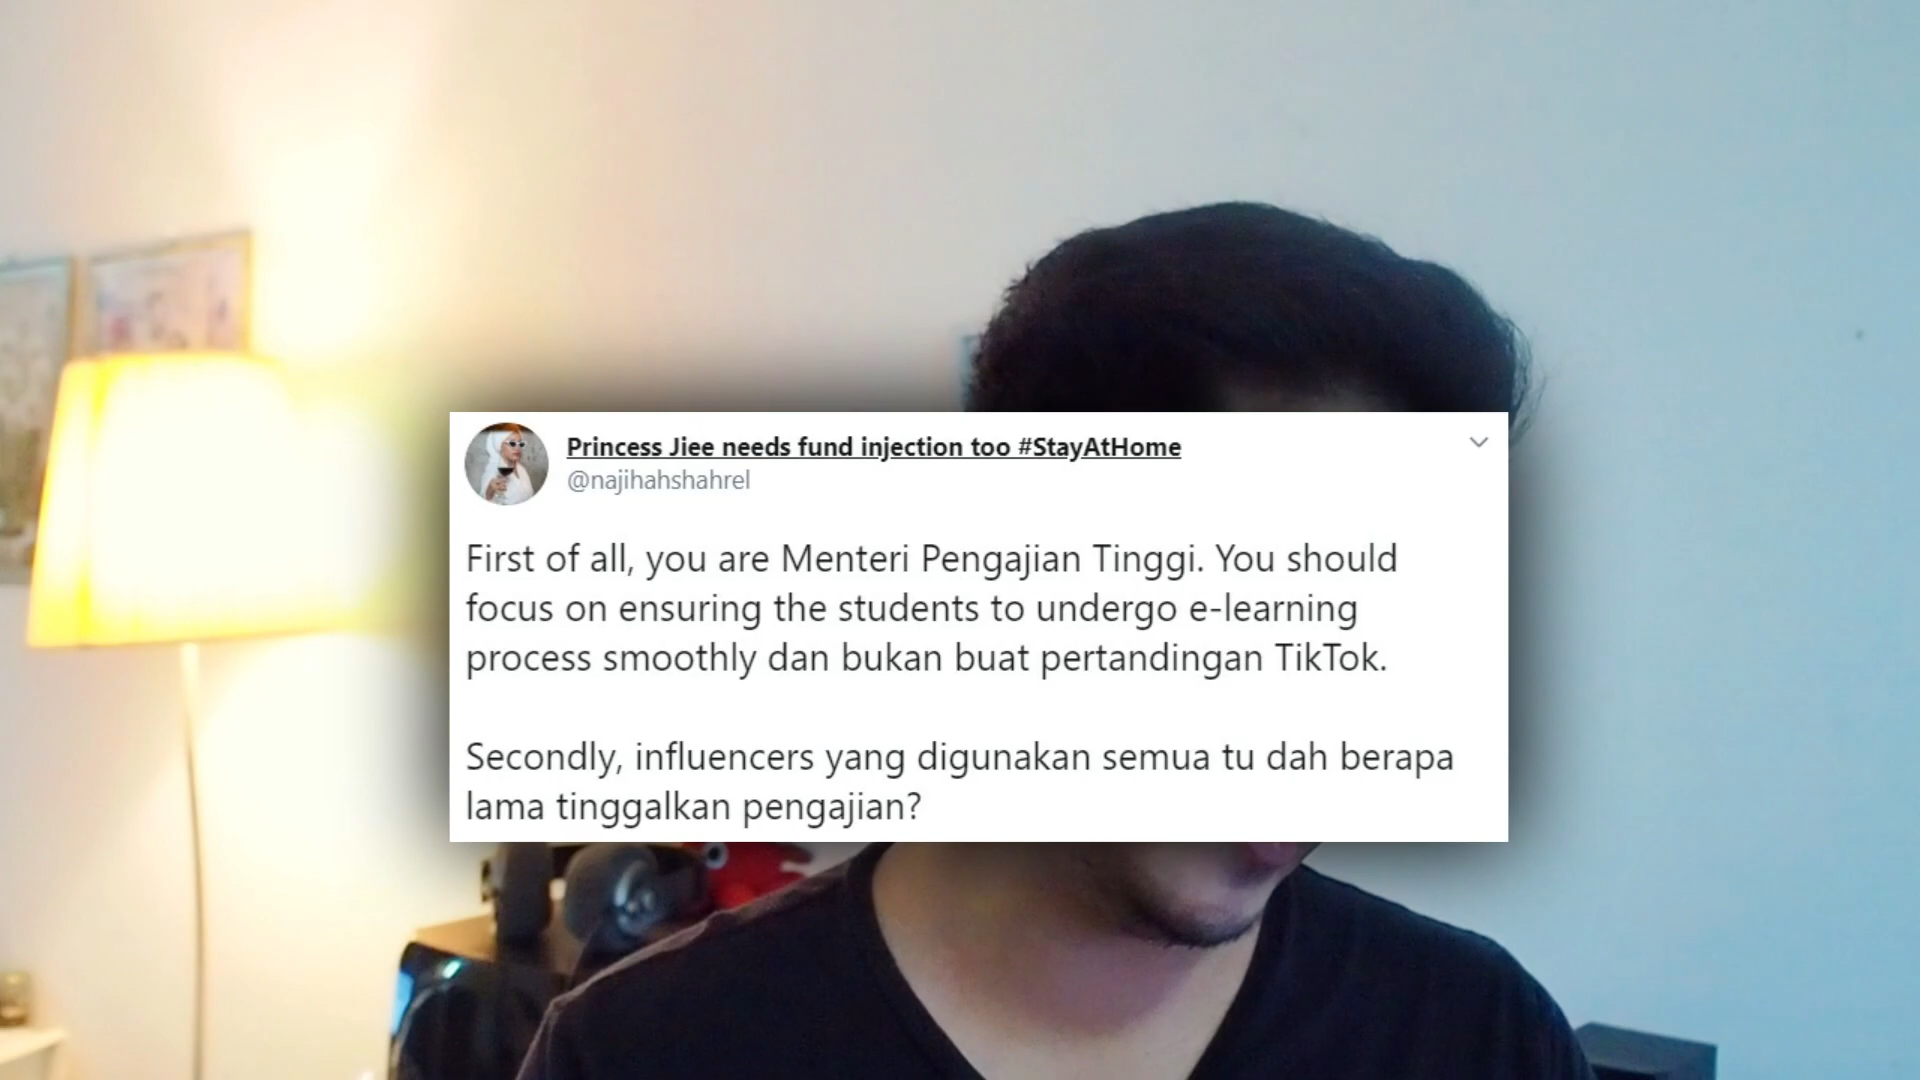 Princess Jiee needs fund injection too #StayAtHome
@najihahshahrel
First of all, you are Menteri Pengajian Tinggi. You should
focus on ensuring the students to undergo e-learning
process smoothly dan bukan buat pertandingan TikTok.
Secondly, influencers yang digunakan semua tu dah berapa
lama tinggalkan pengajian?